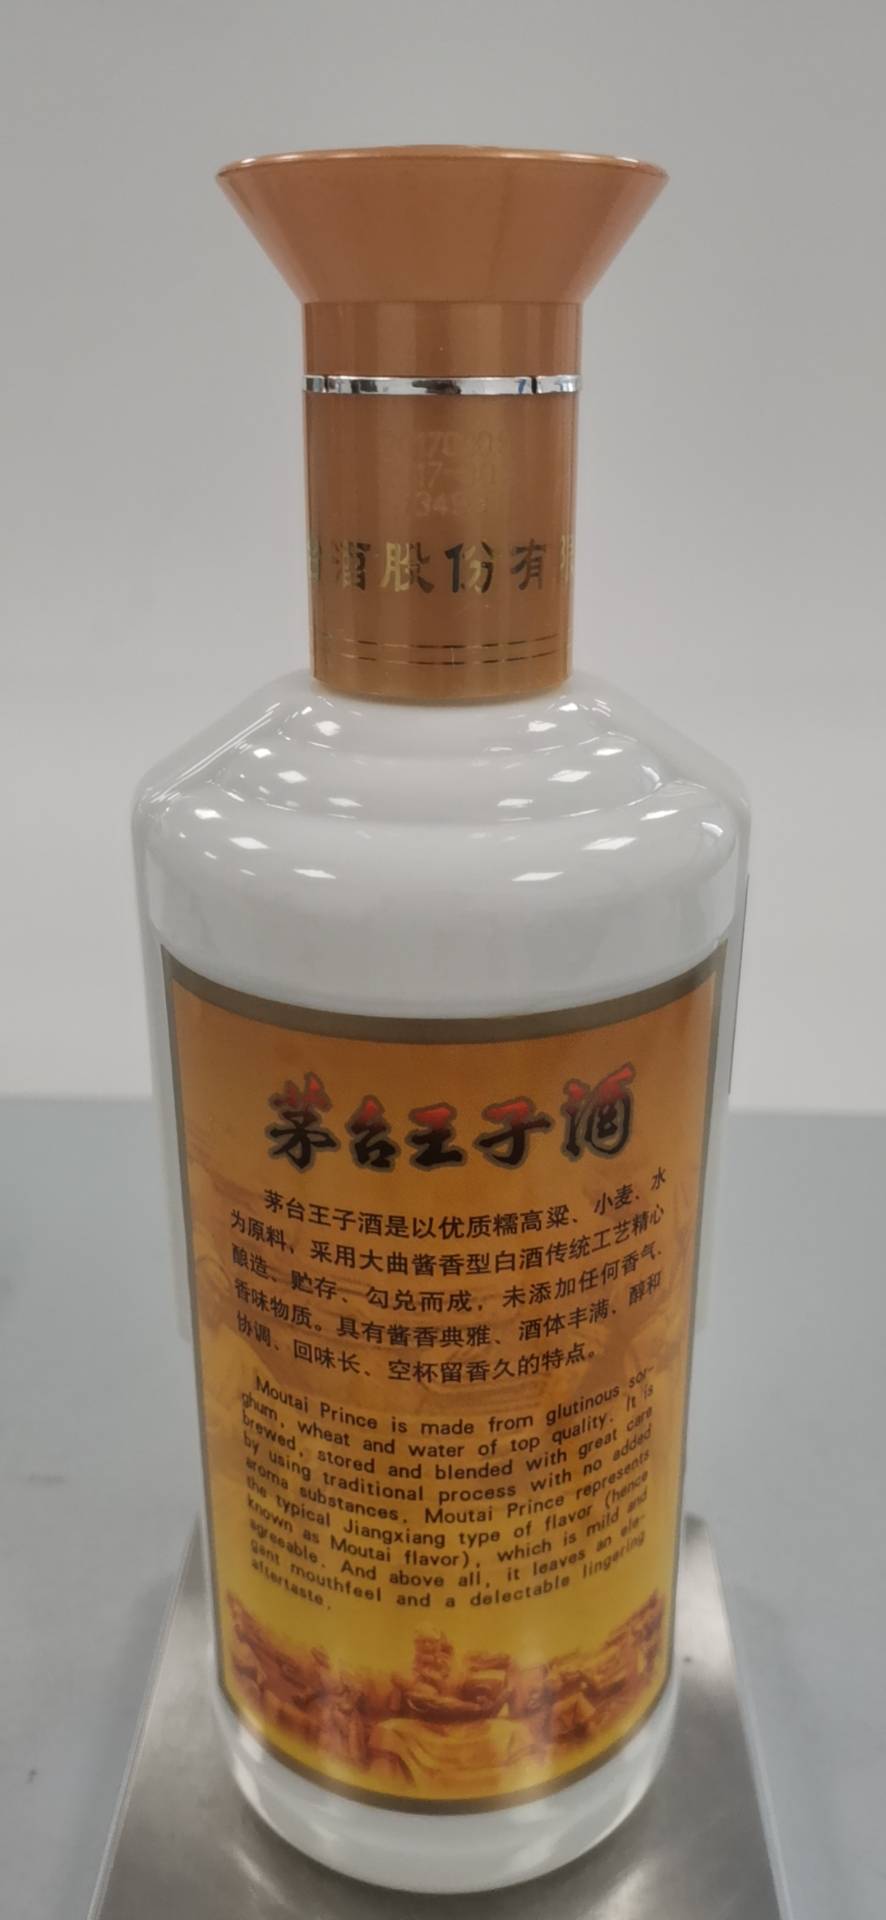 酒股份有
茅台王子酒
茅台王子酒是以优质糯高粱、小麦、水
为原料，采用大曲酱香型白酒传统工艺精心
酿造、贮存、勾兑而成，未添加任何香气、
香味物质。具有酱香典雅、酒体丰满、醇和
协调、回味长、空杯留香久的特点。
Moutai Prince is made from glutinous sor-
ghum, wheat and water of top quality. It is
brewed, stored and blended with great care
by using traditional process with no added
aroma substances. Moutai Prince represents
the typical Jiangxiang type of flavor (hence
known as Moutai flavor), which is mild and
agreeable. And above all, it leaves an ele-
gant mouthfeel and a delectable lingering
aftertaste.